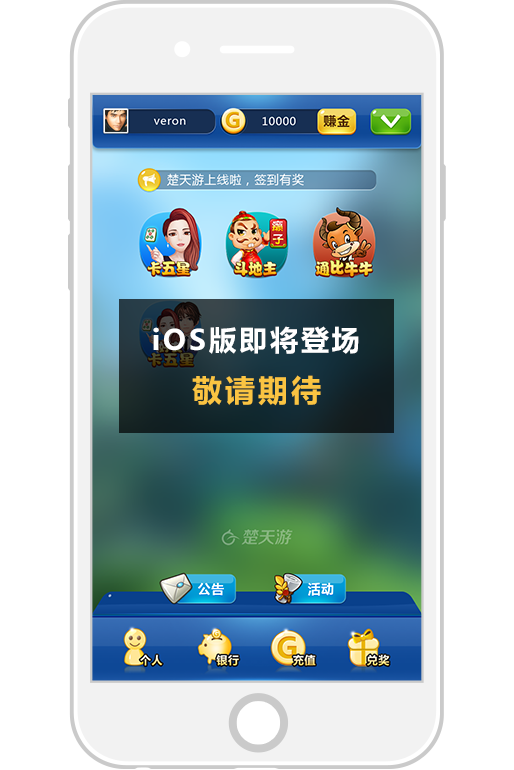 veron
10000
赚金
楚天游上线啦，签到有奖
卡五星
斗地主
癞子
通比牛牛
卡五星
iOS版即将登场
敬请期待
楚天游
公告
活动
个人
银行
充值
兑奖